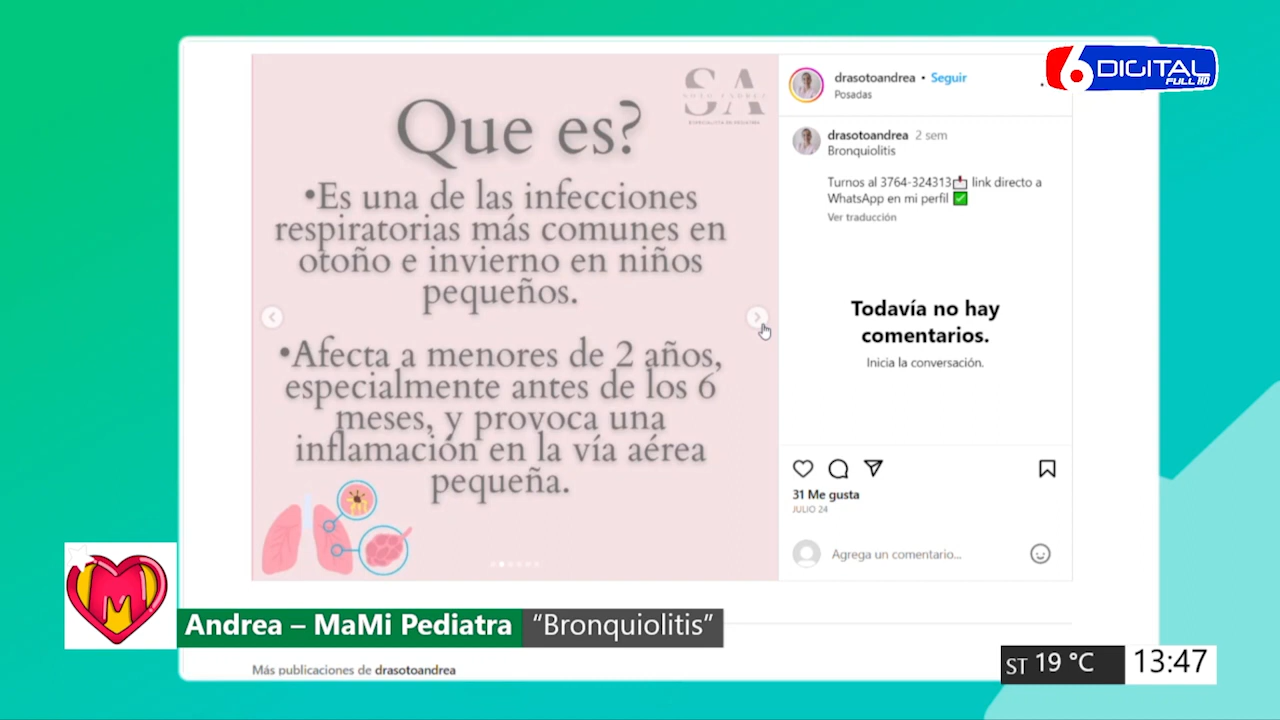 6 DIGITAL
FULL HD
SA
Que es?
•Es una de las infecciones
respiratorias más comunes en
otoño e invierno en niños
pequeños.
•Afecta a menores de 2 años,
especialmente antes de los 6
meses, y provoca una
inflamación en la vía aérea
pequeña.
drasotoandrea • Seguir
Posadas
drasotoandrea 2 sem
Bronquiolitis
Turnos al 3764-324313📩 link directo a
WhatsApp en mi perfil ✅
Ver traducción
Todavía no hay
comentarios.
Inicia la conversación.
31 Me gusta
JULIO 24
Agrega un comentario...
M
Andrea – MaMi Pediatra “Bronquiolitis”
Más publicaciones de drasotoandrea
ST 19 °C 13:47